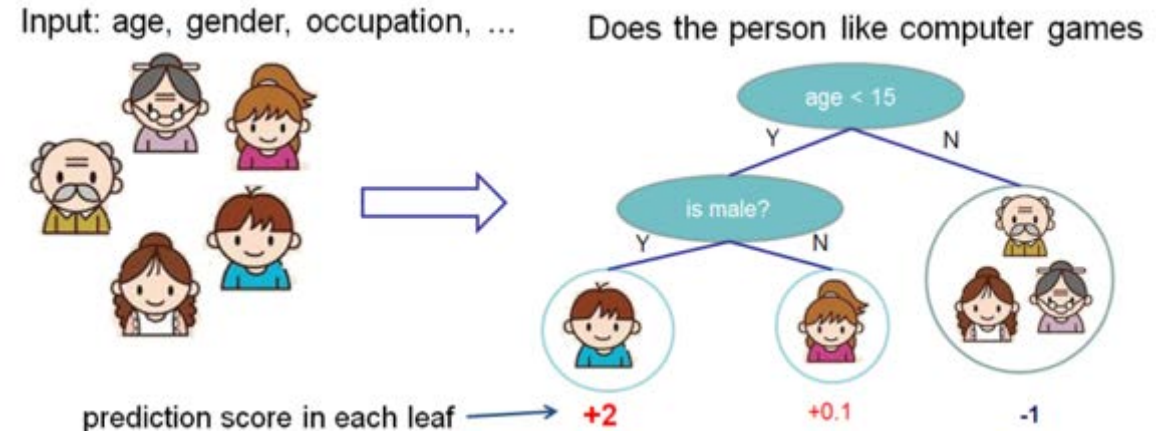 Input: age, gender, occupation, ...
Does the person like computer games
age < 15
Y
N
is male?
Y
N
prediction score in each leaf
+2
+0.1
-1